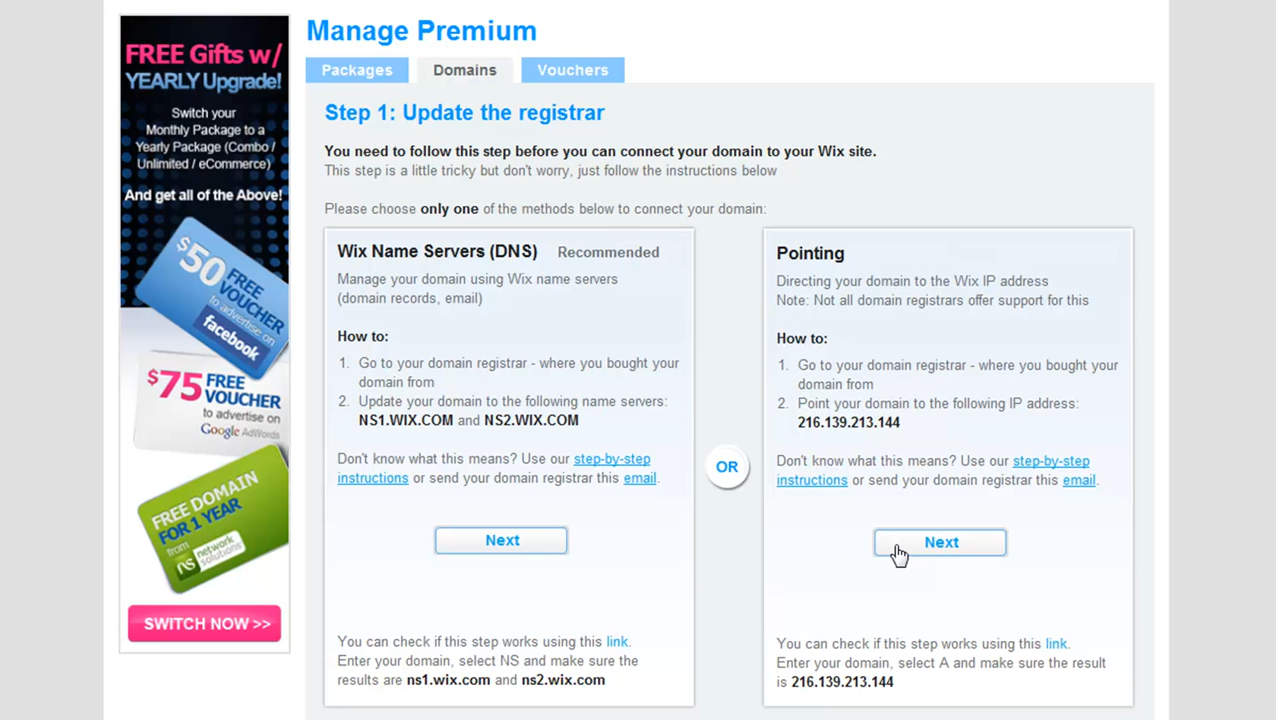 FREE Gifts w/
YEARLY Upgrade!
Switch your
Monthly Package to a
Yearly Package (Combo /
Unlimited / eCommerce)
And get all of the Above!
$50
FREE
VOUCHER
to advertise on
facebook
$75 FREE
VOUCHER
to advertise on
Google AdWords
FREE DOMAIN
FOR 1 YEAR
from
ns network
solutions
SWITCH NOW >>
Manage Premium
Packages
Domains
Vouchers
Step 1: Update the registrar
You need to follow this step before you can connect your domain to your Wix site.
This step is a little tricky but don't worry, just follow the instructions below
Please choose only one of the methods below to connect your domain:
Wix Name Servers (DNS) Recommended
Manage your domain using Wix name servers
(domain records, email)
How to:
1. Go to your domain registrar - where you bought your
domain from
2. Update your domain to the following name servers:
NS1.WIX.COM and NS2.WIX.COM
Don't know what this means? Use our step-by-step
instructions or send your domain registrar this email.
Next
You can check if this step works using this link.
Enter your domain, select NS and make sure the
results are ns1.wix.com and ns2.wix.com
OR
Pointing
Directing your domain to the Wix IP address
Note: Not all domain registrars offer support for this
How to:
1. Go to your domain registrar - where you bought your
domain from
2. Point your domain to the following IP address:
216.139.213.144
Don't know what this means? Use our step-by-step
instructions or send your domain registrar this email.
Next
You can check if this step works using this link.
Enter your domain, select A and make sure the result
is 216.139.213.144